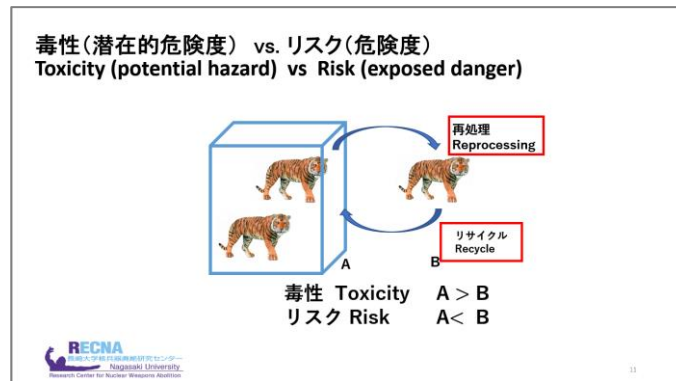 毒性(潜在的危険度) vs. リスク(危険度)
Toxicity (potential hazard) vs Risk (exposed danger)
再処理
Reprocessing
リサイクル
Recycle
A
B
毒性 Toxicity A > B
リスク Risk A< B
RECNA
長崎大学核兵器廃絶研究センター
Nagasaki University
Research Center for Nuclear Weapons Abolition
11